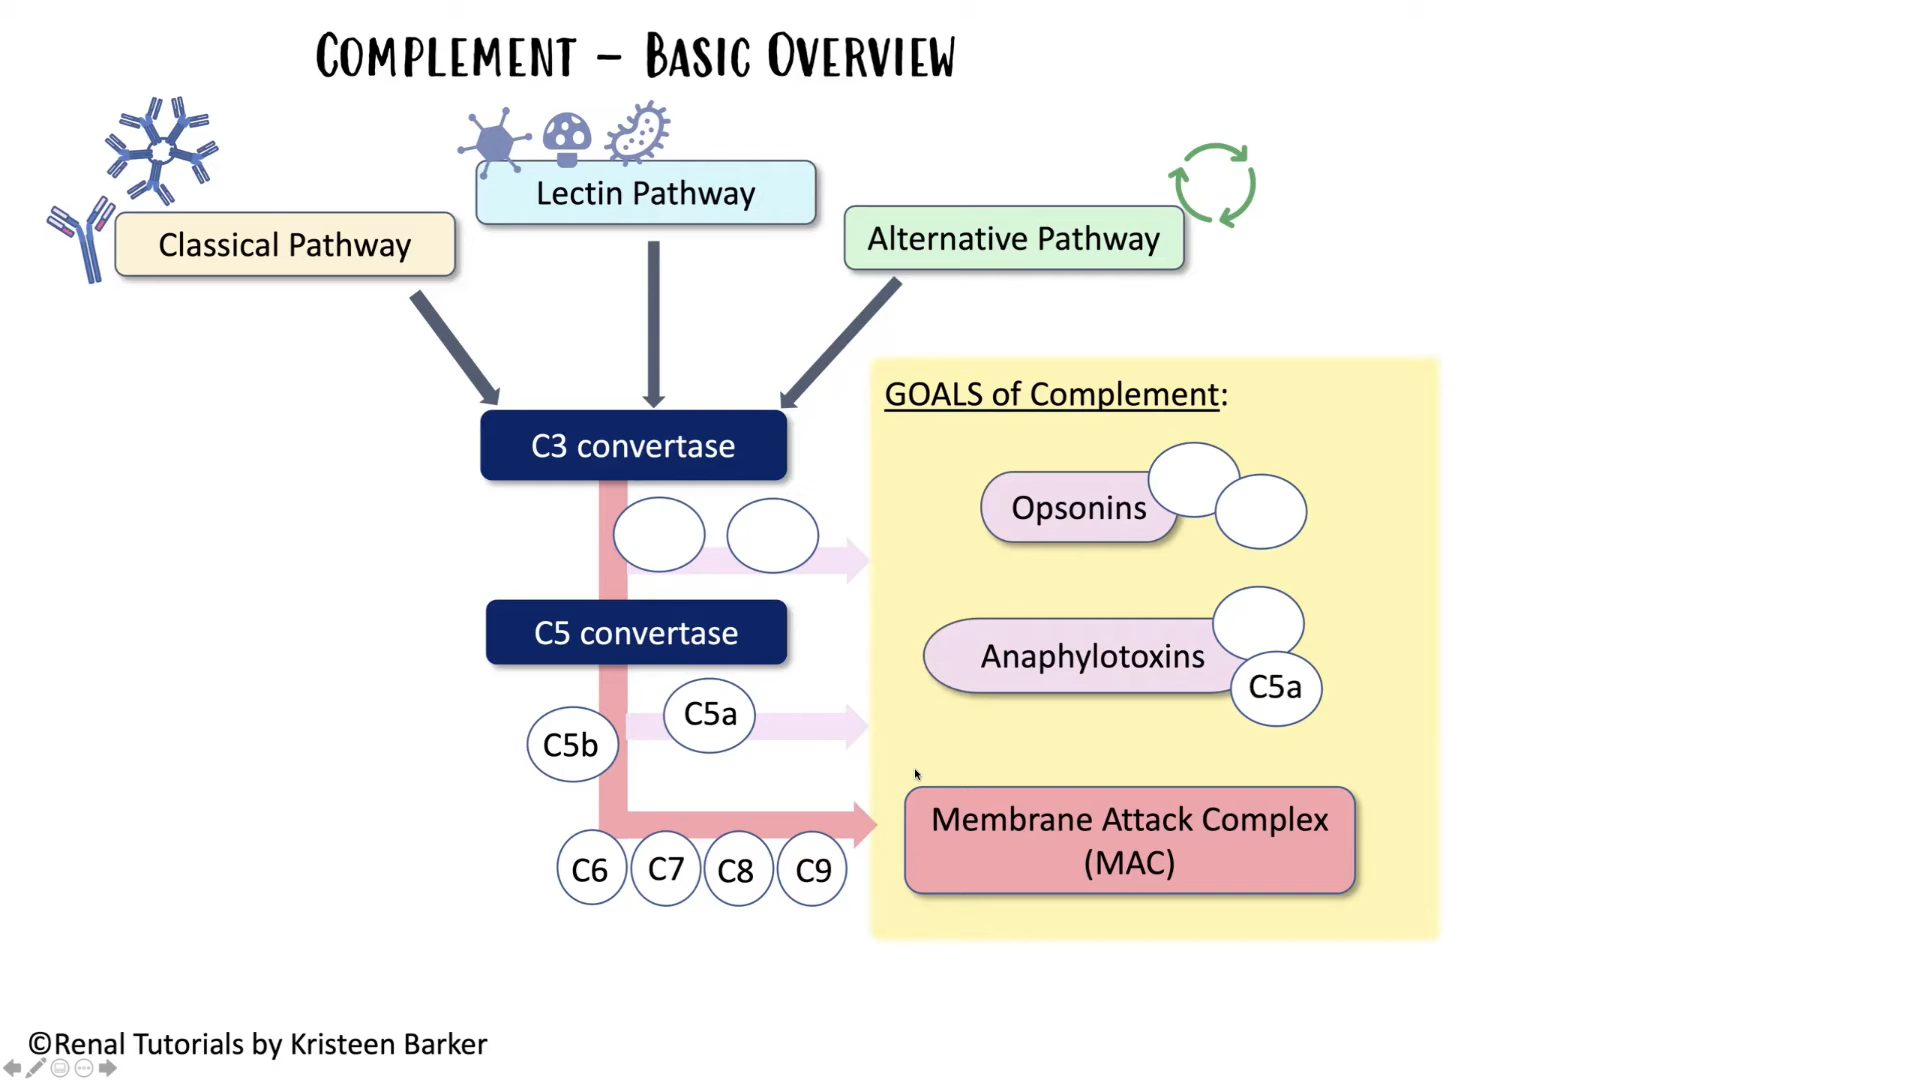 COMPLEMENT – BASIC OVERVIEW
Lectin Pathway
Classical Pathway
Alternative Pathway
C3 convertase
C5 convertase
C5a
C5b
C6 C7 C8 C9
GOALS of Complement:
Opsonins
Anaphylotoxins
C5a
Membrane Attack Complex
(MAC)
©Renal Tutorials by Kristeen Barker